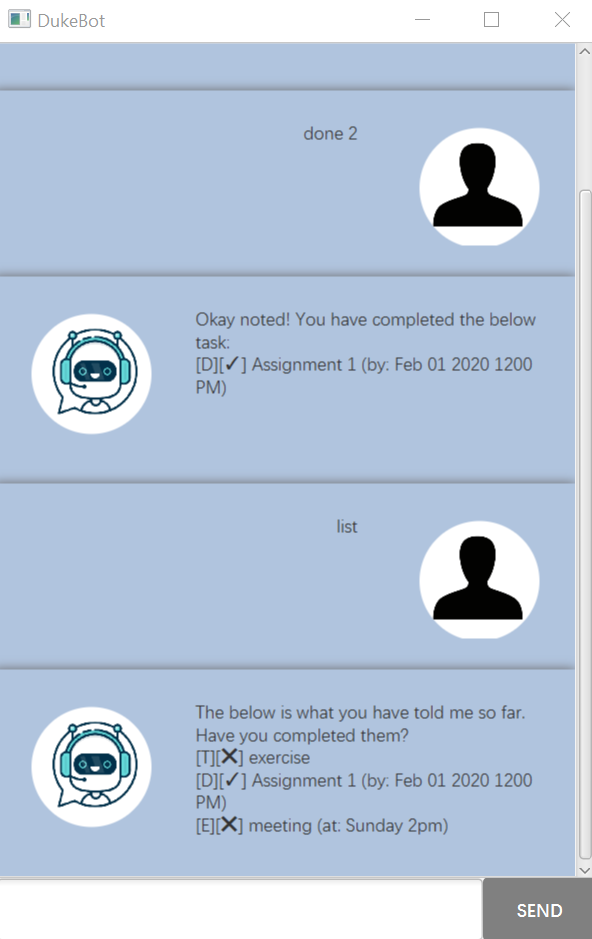 DukeBot
done 2
Okay noted! You have completed the below
task:
[D][✓] Assignment 1 (by: Feb 01 2020 1200
PM)
list
The below is what you have told me so far.
Have you completed them?
[T][✕] exercise
[D][✓] Assignment 1 (by: Feb 01 2020 1200
PM)
[E][✕] meeting (at: Sunday 2pm)
SEND